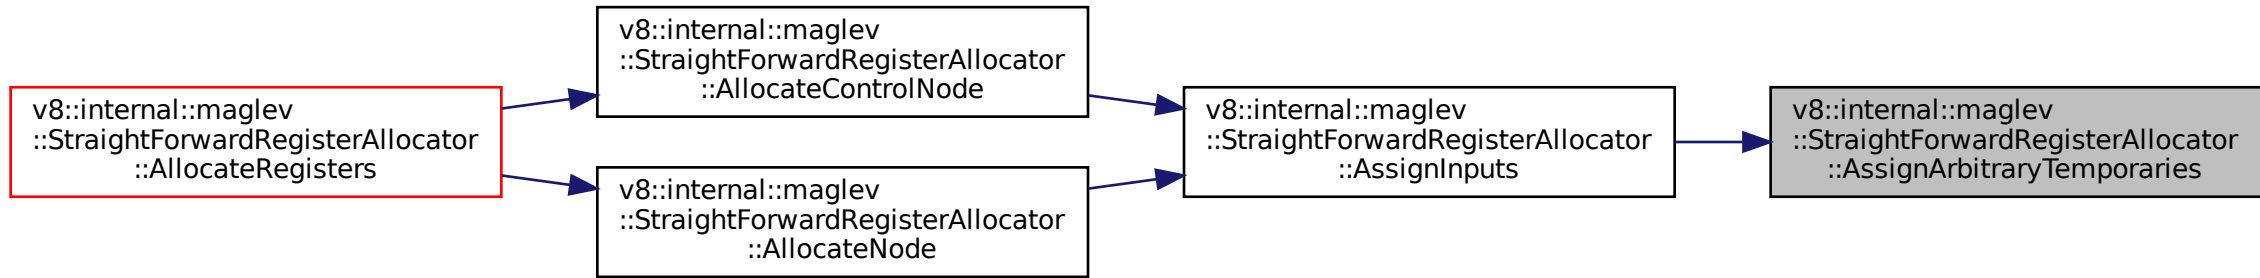 v8::internal::maglev
::StraightForwardRegisterAllocator
::AllocateRegisters
v8::internal::maglev
::StraightForwardRegisterAllocator
::AllocateControlNode
v8::internal::maglev
::StraightForwardRegisterAllocator
::AllocateNode
v8::internal::maglev
::StraightForwardRegisterAllocator
::AssignInputs
v8::internal::maglev
::StraightForwardRegisterAllocator
::AssignArbitraryTemporaries